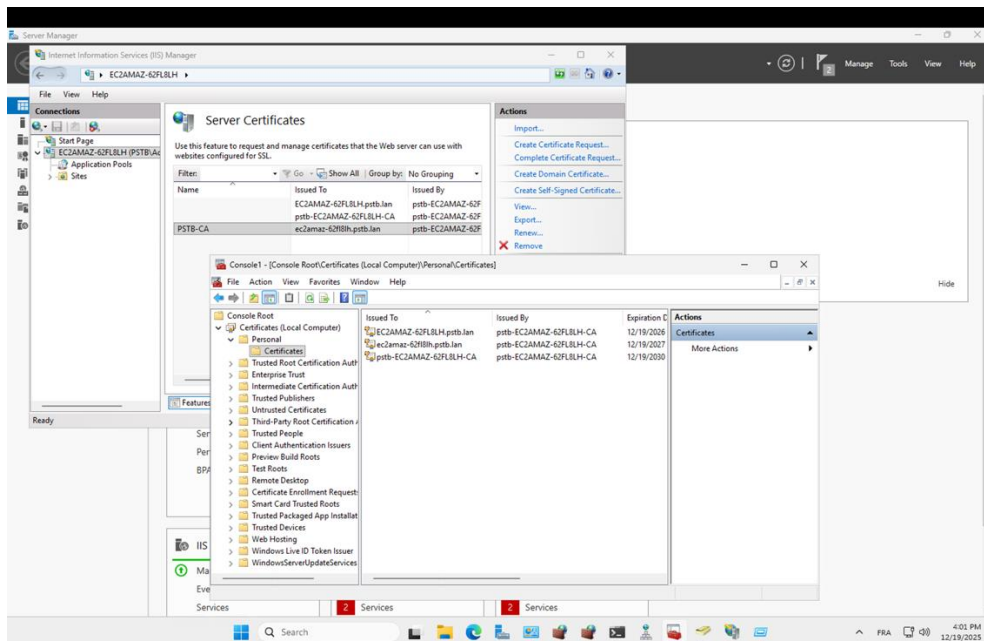 Server Manager
Internet Information Services (IIS) Manager
EC2AMAZ-62FL8LH
Manage Tools View Help
2
File View Help
Connections
Start Page
EC2AMAZ-62FL8LH (PSTB\Ac
Application Pools
Sites
Server Certificates
Use this feature to request and manage certificates that the Web server can use with
websites configured for SSL.
Filter: Go Show All Group by: No Grouping
Name Issued To Issued By
EC2AMAZ-62FL8LH.pstb.lan pstb-EC2AMAZ-62F
pstb-EC2AMAZ-62FL8LH-CA pstb-EC2AMAZ-62F
PSTB-CA ec2amaz-62fl8lh.pstb.lan pstb-EC2AMAZ-62F
Actions
Import...
Create Certificate Request...
Complete Certificate Request...
Create Domain Certificate...
Create Self-Signed Certificate...
View...
Export...
Renew...
Remove
Hide
Features
Ready
Console1 - [Console Root\Certificates (Local Computer)\Personal\Certificates]
File Action View Favorites Window Help
Console Root
Certificates (Local Computer)
Personal
Certificates
Trusted Root Certification Auth
Enterprise Trust
Intermediate Certification Auth
Trusted Publishers
Untrusted Certificates
Third-Party Root Certification A
Trusted People
Client Authentication Issuers
Preview Build Roots
Test Roots
Remote Desktop
Certificate Enrollment Request:
Smart Card Trusted Roots
Trusted Packaged App Installat
Trusted Devices
Web Hosting
Windows Live ID Token Issuer
WindowsServerUpdateServices
Issued To Issued By Expiration D
EC2AMAZ-62FL8LH.pstb.lan pstb-EC2AMAZ-62FL8LH-CA 12/19/2026
ec2amaz-62fl8lh.pstb.lan pstb-EC2AMAZ-62FL8LH-CA 12/19/2027
pstb-EC2AMAZ-62FL8LH-CA pstb-EC2AMAZ-62FL8LH-CA 12/19/2030
Actions
Certificates
More Actions
Ser
Per
BPA
IIS
Ma
Eve
Services
2 Services
2 Services
Search
FRA
4:01 PM
12/19/2025